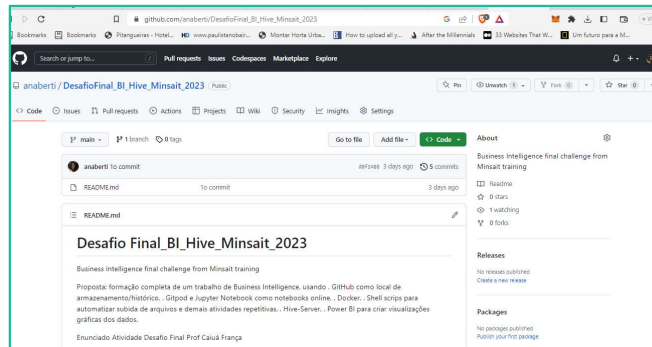 github.com/anaberti/DesafioFinal_BI_Hive_Minsait_2023
Bookmarks Bookmarks Pitangueiras - Hotel... www.paulistanobair... Montar Horta Urba... How to upload all y... After the Millennials 33 Websites That W... Um futuro para a M...
Search or jump to... / Pull requests Issues Codespaces Marketplace Explore
anaberti / DesafioFinal_BI_Hive_Minsait_2023 Public Pin Unwatch 1 Fork 0 Star 0
Code Issues Pull requests Actions Projects Wiki Security Insights Settings
main 1 branch 0 tags Go to file Add file Code
anaberti 1o commit 3 days ago 5 commits
README.md 1o commit 3 days ago
README.md
Desafio Final_BI_Hive_Minsait_2023
Business Intelligence final challenge from Minsait training
Proposta: formação completa de um trabalho de Business Intelligence, usando . GitHub como local de
armazenamento/histórico. . Gitpod e Jupyter Notebook como notebooks online. . Docker. . Shell scrips para
automatizar subida de arquivos e demais atividades repetitivas. . Hive-Server. . Power BI para criar visualizações
gráficas dos dados.
Enunciado Atividade Desafio Final Prof Caiuá França
About
Business Intelligence final challenge from
Minsait training
Readme
0 stars
1 watching
0 forks
Releases
No releases published
Create a new release
Packages
No packages published
Publish your first package